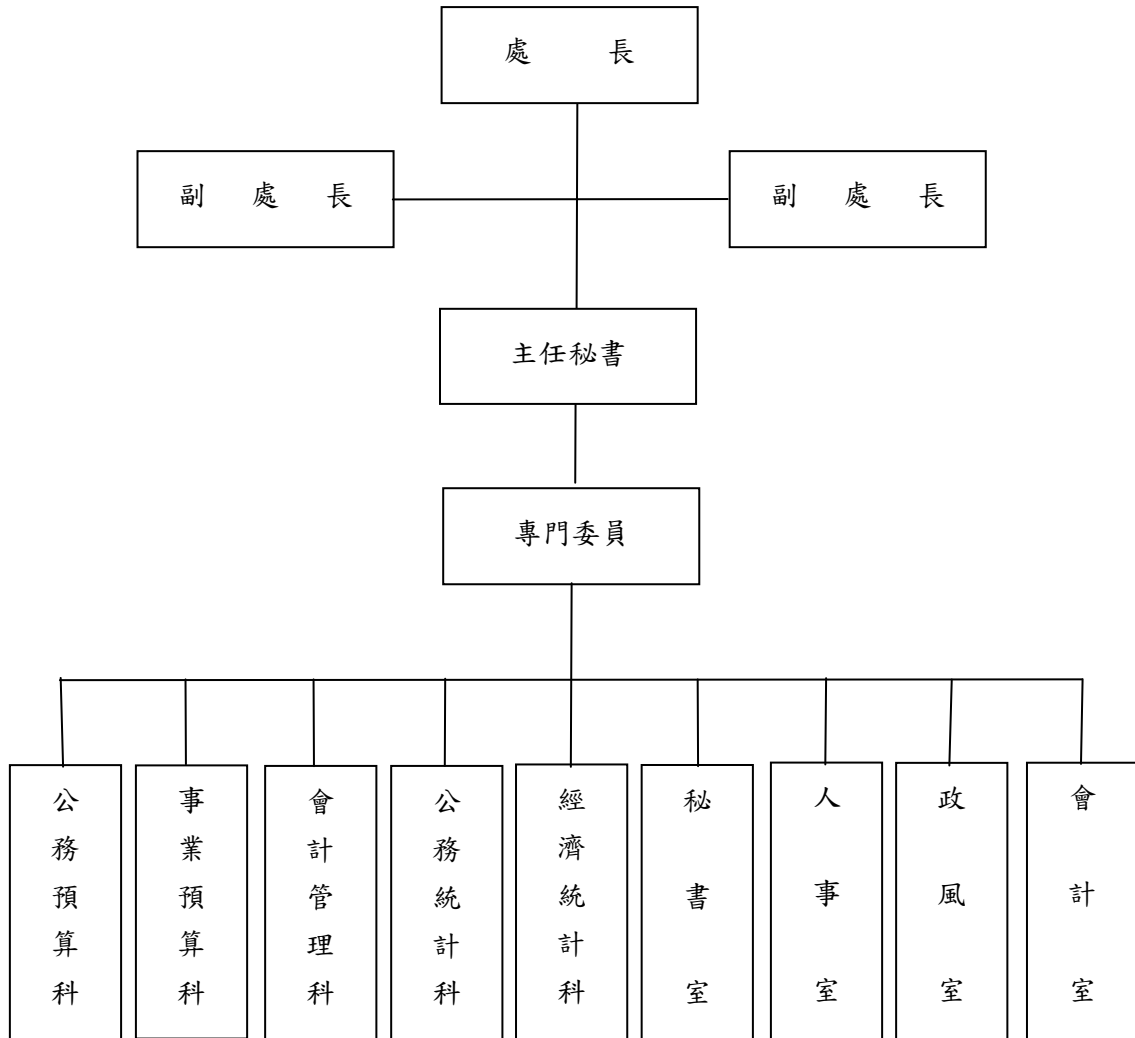 處 長
副 處 長
副 處 長
主任秘書
專門委員
公務預算科
事業預算科
會計管理科
公務統計科
經濟統計科
秘書室
人事室
政風室
會計室